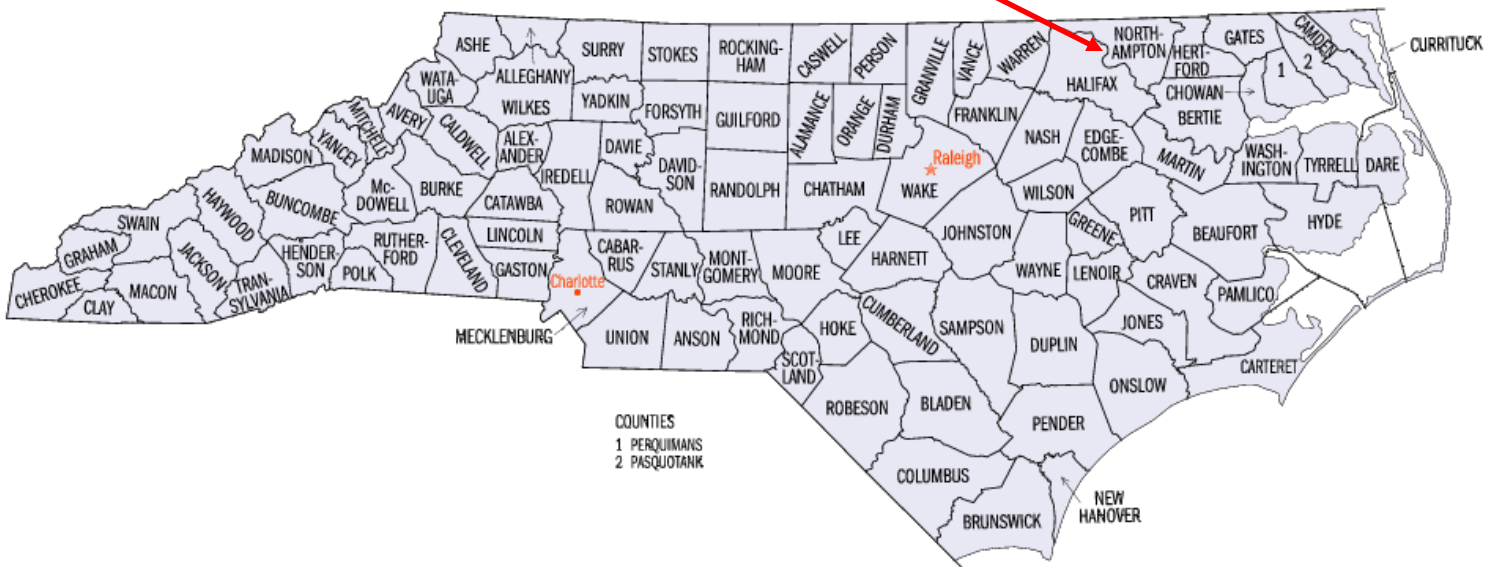 ASHE
ALLEGHANY
SURRY
STOKES
ROCKING-
HAM
CASWELL
PERSON
GRANVILLE
VANCE
WARREN
NORTH-
AMPTON
HERT-
FORD
GATES
CAMDEN
CURRITUCK
HALIFAX
1
2
WATA-
UGA
WILKES
YADKIN
FORSYTH
GUILFORD
ALAMANCE
ORANGE
DURHAM
FRANKLIN
NASH
EDGE-
COMBE
CHOWAN
BERTIE
MITCHELL
AVERY
YANCEY
CALDWELL
ALEX-
ANDER
IREDELL
DAVIE
DAVID-
SON
RANDOLPH
CHATHAM
Raleigh
WAKE
WILSON
MARTIN
WASH-
INGTON
TYRRELL
DARE
MADISON
Mc-
DOWELL
BURKE
CATAWBA
ROWAN
HAYWOOD
BUNCOMBE
SWAIN
GRAHAM
JACKSON
HENDER-
SON
RUTHER-
FORD
POLK
CLEVELAND
LINCOLN
GASTON
CABAR-
RUS
STANLY
MONT-
GOMERY
MOORE
LEE
HARNETT
JOHNSTON
WAYNE
GREENE
PITT
BEAUFORT
HYDE
CHEROKEE
CLAY
MACON
TRAN-
SYLVANIA
Charlotte
MECKLENBURG
UNION
ANSON
RICH-
MOND
SCOT-
LAND
HOKE
CUMBERLAND
SAMPSON
DUPLIN
LENOIR
CRAVEN
PAMLICO
JONES
CARTERET
ONSLOW
ROBESON
BLADEN
PENDER
COUNTIES
1 PERQUIMANS
2 PASQUOTANK
COLUMBUS
BRUNSWICK
NEW
HANOVER